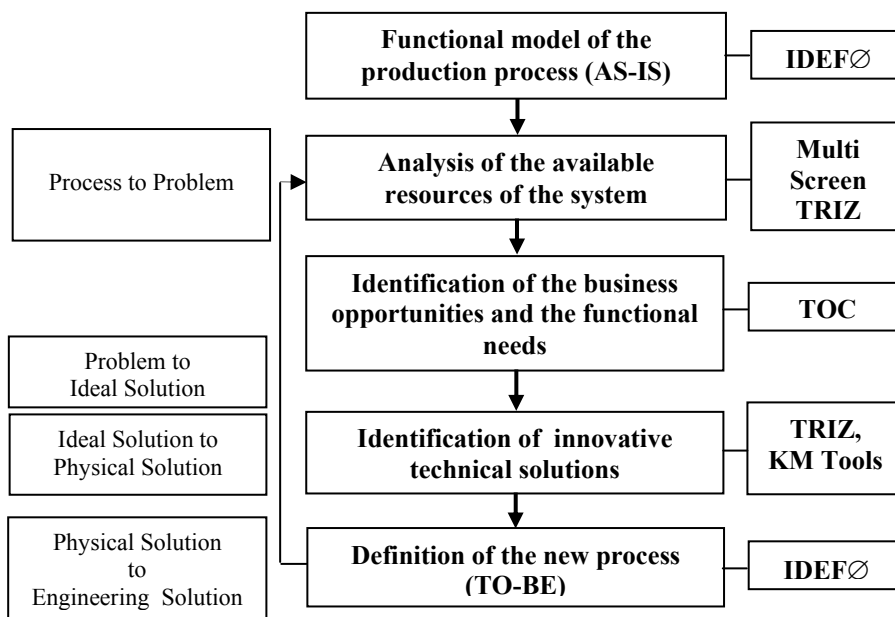 Functional model of the
production process (AS-IS)
IDEF∅
Process to Problem
Analysis of the available
resources of the system
Multi
Screen
TRIZ
Identification of the business
opportunities and the functional
needs
TOC
Problem to
Ideal Solution
Ideal Solution to
Physical Solution
Identification of innovative
technical solutions
TRIZ,
KM Tools
Physical Solution
to
Engineering Solution
Definition of the new process
(TO-BE)
IDEF∅